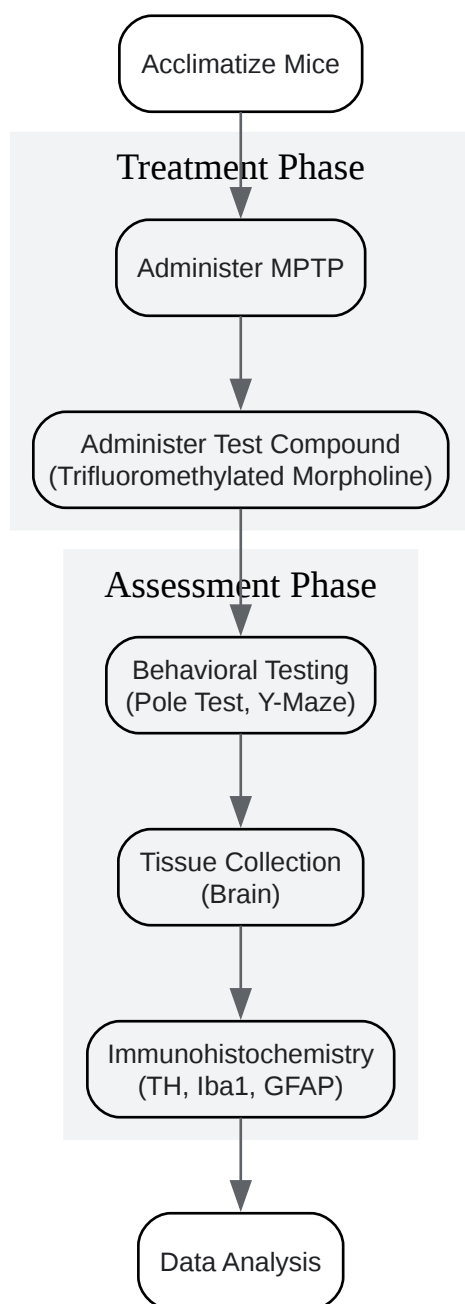 Acclimatize Mice
Treatment Phase
Administer MPTP
Administer Test Compound
(Trifluoromethylated Morpholine)
Assessment Phase
Behavioral Testing
(Pole Test, Y-Maze)
Tissue Collection
(Brain)
Immunohistochemistry
(TH, Iba1, GFAP)
Data Analysis